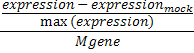 expression − expression_mock
max (expression)
Mgene